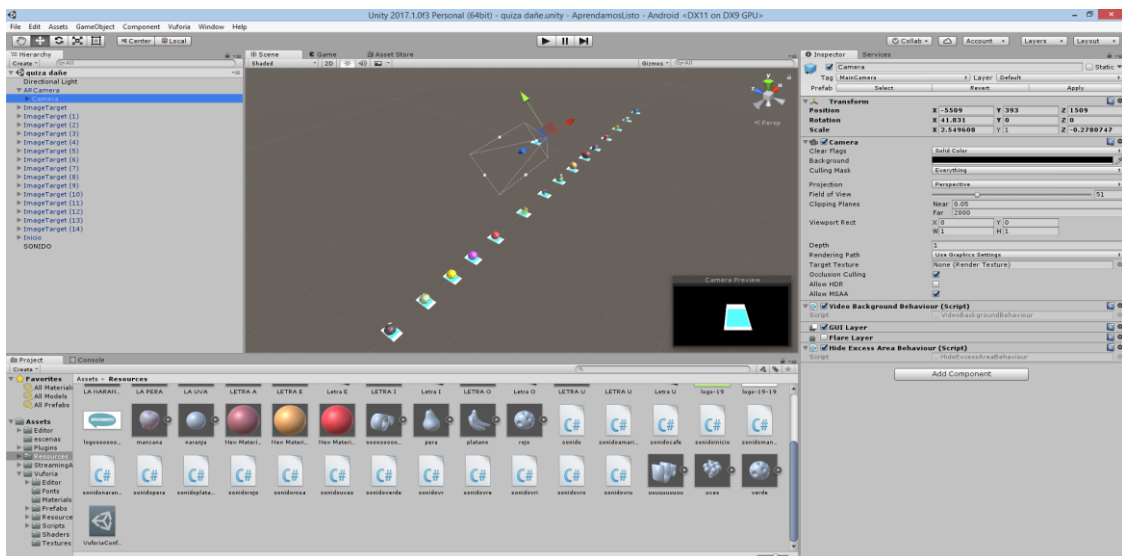 Unity 2017.1.0f3 Personal (64bit) - quiza dañe.unity - AprendamosListo - Android <DX11 on DX9 GPU>
File Edit Assets GameObject Component Vuforia Window Help
Center Local
Collab Account Layers Layout
Hierarchy
Create All
quiza dañe
Directional Light
ARCamera
Camera
ImageTarget
ImageTarget (1)
ImageTarget (2)
ImageTarget (3)
ImageTarget (4)
ImageTarget (5)
ImageTarget (6)
ImageTarget (7)
ImageTarget (8)
ImageTarget (9)
ImageTarget (10)
ImageTarget (11)
ImageTarget (12)
ImageTarget (13)
ImageTarget (14)
Inicio
SONIDO
Scene Game Asset Store
Shaded 2D Gizmos All
y
Persp
Camera Preview
Inspector Services
Camera Static
Tag MainCamera Layer Default
Prefab Select Revert Apply
Transform
Position X -5509 Y 393 Z 1509
Rotation X 41.831 Y 0 Z 0
Scale X 2.549608 Y 1 Z -0.2780747
Camera
Clear Flags Solid Color
Background
Culling Mask Everything
Projection Perspective
Field of View 51
Clipping Planes Near 0.05
Far 2000
Viewport Rect X 0 Y 0
W 1 H 1
Depth 1
Rendering Path Use Graphics Settings
Target Texture None (Render Texture)
Occlusion Culling
Allow HDR
Allow MSAA
Video Background Behaviour (Script)
Script VideoBackgroundBehaviour
GUI Layer
Flare Layer
Hide Excess Area Behaviour (Script)
Script HideExcessAreaBehaviour
Add Component
Project Console
Create
Favorites
All Materials
All Models
All Prefabs
Assets
Editor
escenas
Plugins
Resources
StreamingA
Vuforia
Editor
Fonts
Materials
Prefabs
Resource
Scripts
Shaders
Textures
Assets Resources
LA NARAN... LA PERA LA UVA LETRA A LETRA E Letra E LETRA I Letra I LETRA O Letra O LETRA U LETRA U Letra U logo-19 logo-19-19
manzana naranja New Materi... New Materi... New Materi... pera platano rojo sonido sonidoamari... sonidocafe sonidoinicio sonidoman...
sonidonaran... sonidopera sonidoplata... sonidorojo sonidorosa sonidouvas sonidoverde sonidovr sonidovre sonidovri sonidovro sonidovru uvas verde
VuforiaConf...